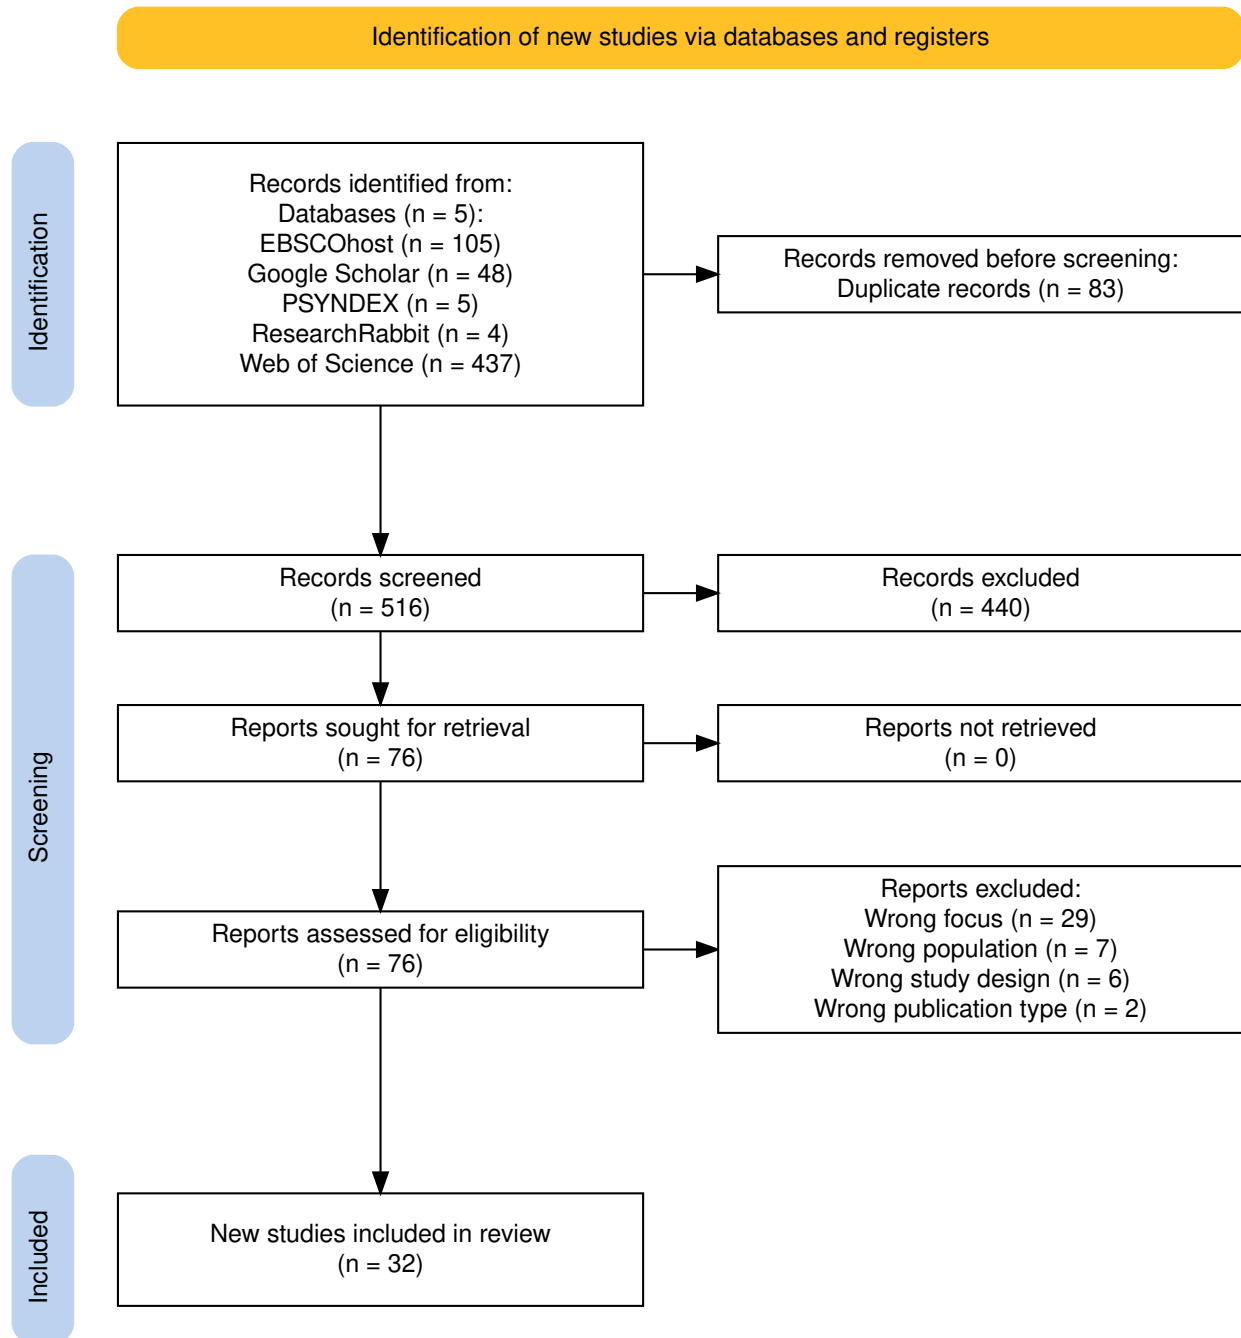 Identification of new studies via databases and registers
Identification
Records identified from:
Databases (n = 5):
EBSCOhost (n = 105)
Google Scholar (n = 48)
PSYNDEX (n = 5)
ResearchRabbit (n = 4)
Web of Science (n = 437)
Records removed before screening:
Duplicate records (n = 83)
Screening
Records screened
(n = 516)
Records excluded
(n = 440)
Reports sought for retrieval
(n = 76)
Reports not retrieved
(n = 0)
Reports assessed for eligibility
(n = 76)
Reports excluded:
Wrong focus (n = 29)
Wrong population (n = 7)
Wrong study design (n = 6)
Wrong publication type (n = 2)
Included
New studies included in review
(n = 32)